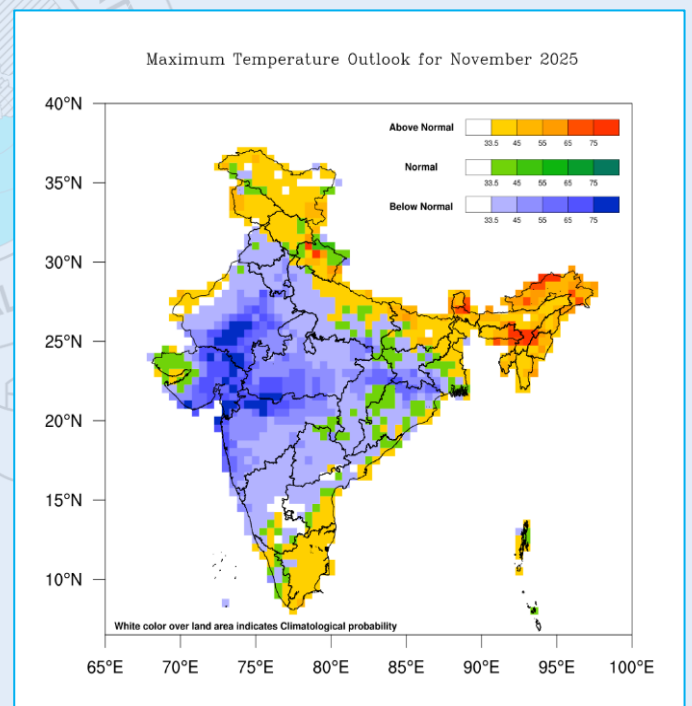 Maximum Temperature Outlook for November 2025
40°N
Above Normal
33.5 45 55 65 75
Normal
33.5 45 55 65 75
35°N
Below Normal
33.5 45 55 65 75
30°N
25°N
20°N
15°N
10°N
White color over land area indicates Climatological probability
65°E 70°E 75°E 80°E 85°E 90°E 95°E 100°E